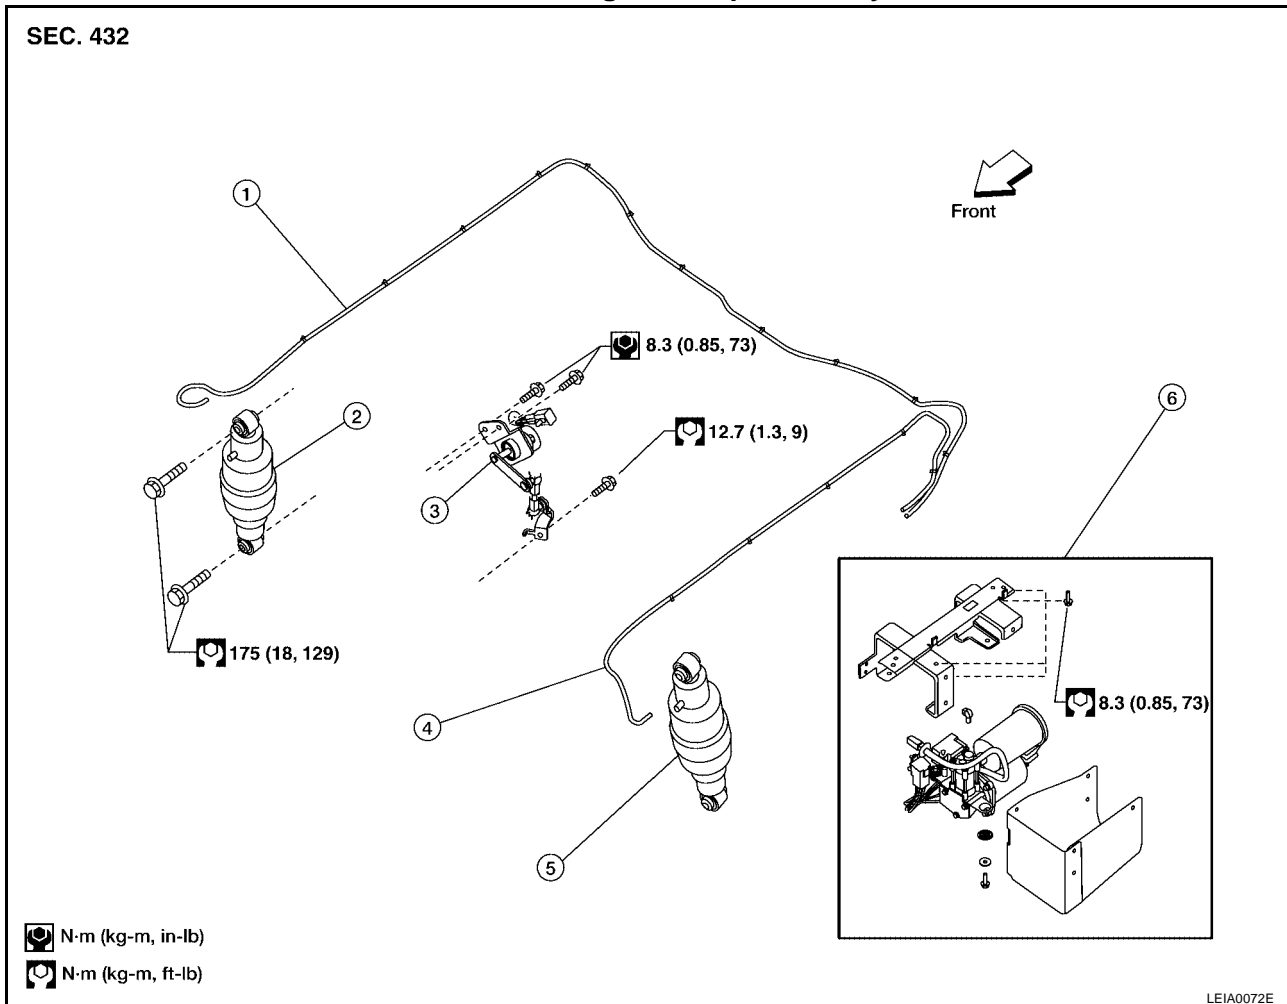 SEC. 432
1
Front
8.3 (0.85, 73)
2
6
12.7 (1.3, 9)
3
175 (18, 129)
8.3 (0.85, 73)
4
5
N·m (kg-m, in-lb)
N·m (kg-m, ft-lb)
LEIA0072E